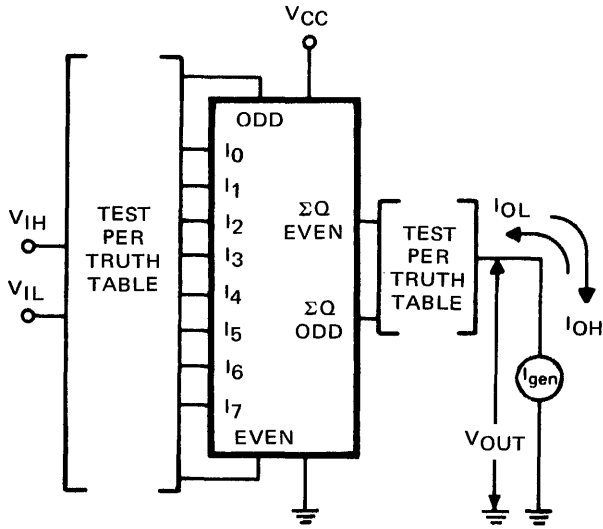 VCC
ODD
I0
I1
I2
I3
I4
I5
I6
I7
EVEN
VIH
VIL
TEST
PER
TRUTH
TABLE
ΣQ
EVEN
ΣQ
ODD
TEST
PER
TRUTH
TABLE
IOL
IOH
Igen
VOUT